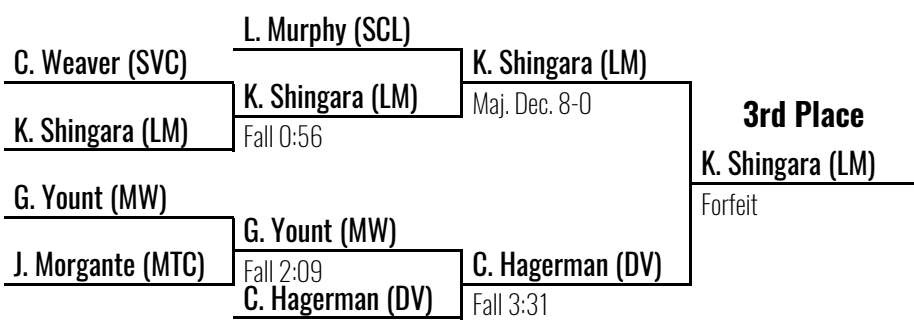 L. Murphy (SCL)
C. Weaver (SVC)
K. Shingara (LM)
K. Shingara (LM)
Maj. Dec. 8-0
3rd Place
K. Shingara (LM)
Fall 0:56
K. Shingara (LM)
Forfeit
G. Yount (MW)
G. Yount (MW)
J. Morgante (MTC)
Fall 2:09
C. Hagerman (DV)
C. Hagerman (DV)
Fall 3:31